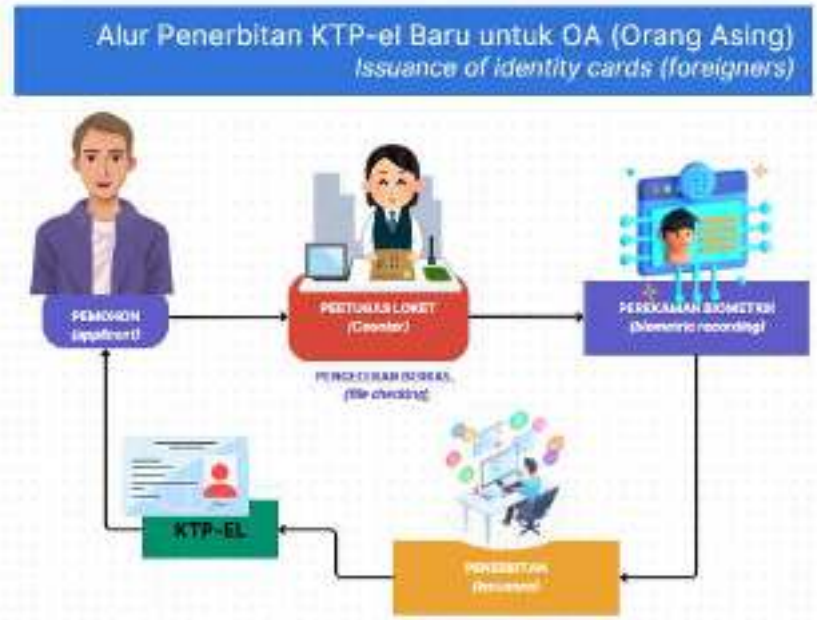 Alur Penerbitan KTP-el Baru untuk OA (Orang Asing)
Issuance of identity cards (foreigners)
PEMOHON
(applicant)
PETUGAS LOKET
(Counter)
PEREKAMAN BIOMETRIK
(biometric recording)
PENGECEKAN BERKAS,
(file checking)
KTP-EL
PENERBITAN
(Issuance)